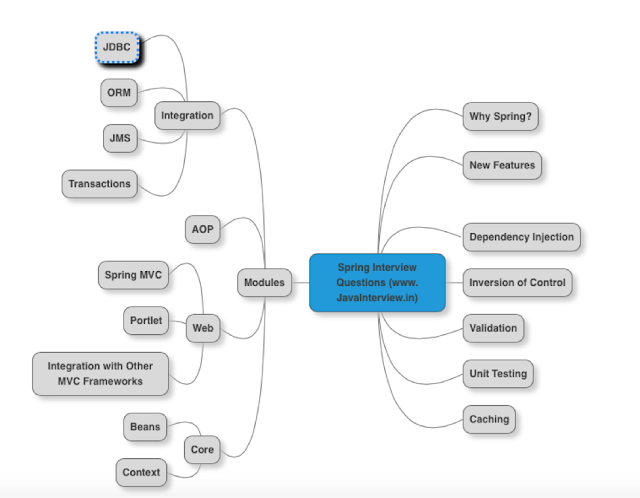 JDBC
ORM
Integration
JMS
Transactions
AOP
Spring MVC
Modules
Portlet
Web
Integration with Other
MVC Frameworks
Beans
Core
Context
Spring Interview
Questions (www.
JavaInterview.in)
Why Spring?
New Features
Dependency Injection
Inversion of Control
Validation
Unit Testing
Caching